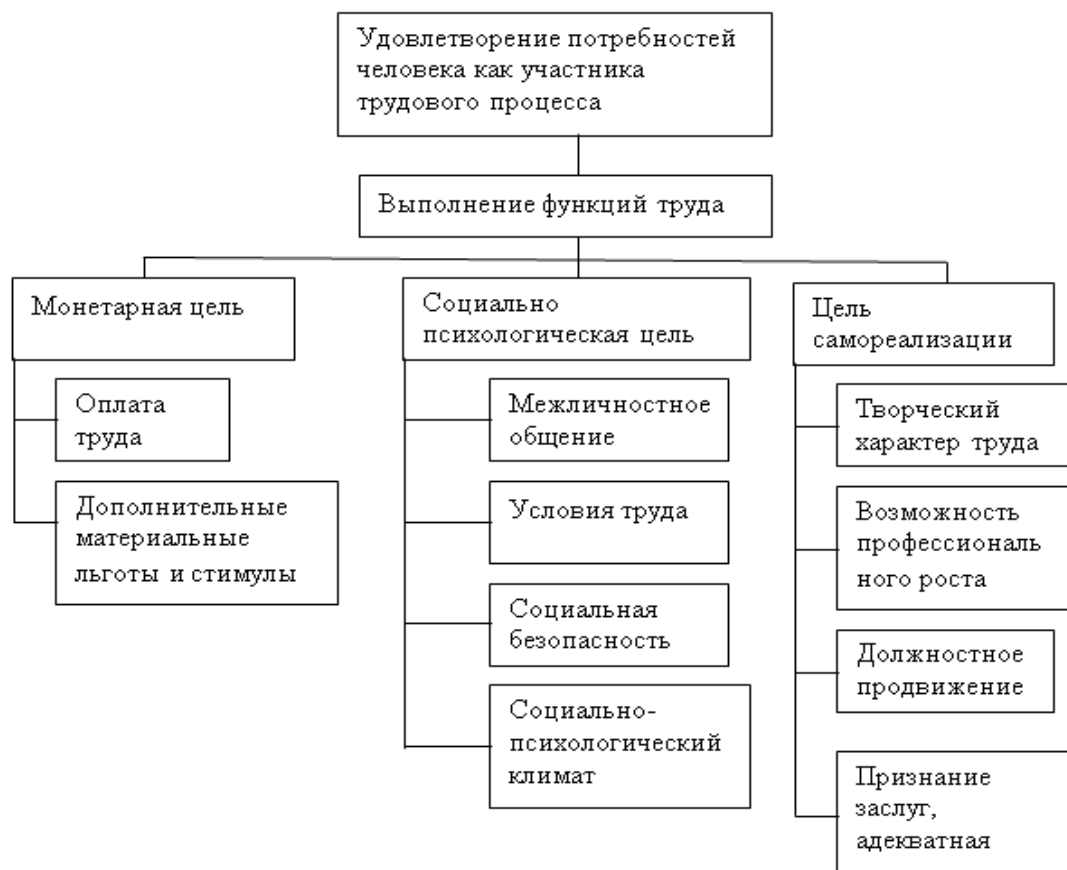 Удовлетворение потребностей
человека как участника
трудового процесса
Выполнение функций труда
Монетарная цель
Оплата
труда
Дополнительные
материальные
льготы и стимулы
Социально
психологическая цель
Межличностное
общение
Условия труда
Социальная
безопасность
Социально-
психологический
климат
Цель
самореализации
Творческий
характер труда
Возможность
профессиональ
ного роста
Должностное
продвижение
Признание
заслуг,
адекватная